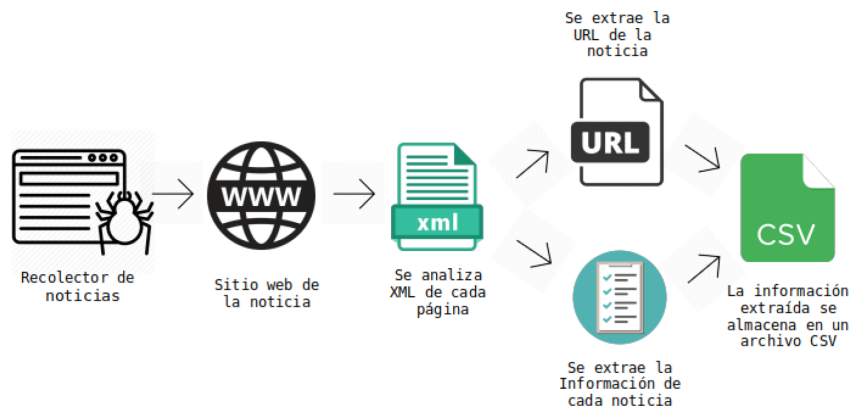 Recolector de
noticias
WWW
Sitio web de
la noticia
xml
Se analiza
XML de cada
página
Se extrae la
URL de la
noticia
URL
Se extrae la
Información de
cada noticia
CSV
La información
extraída se
almacena en un
archivo CSV